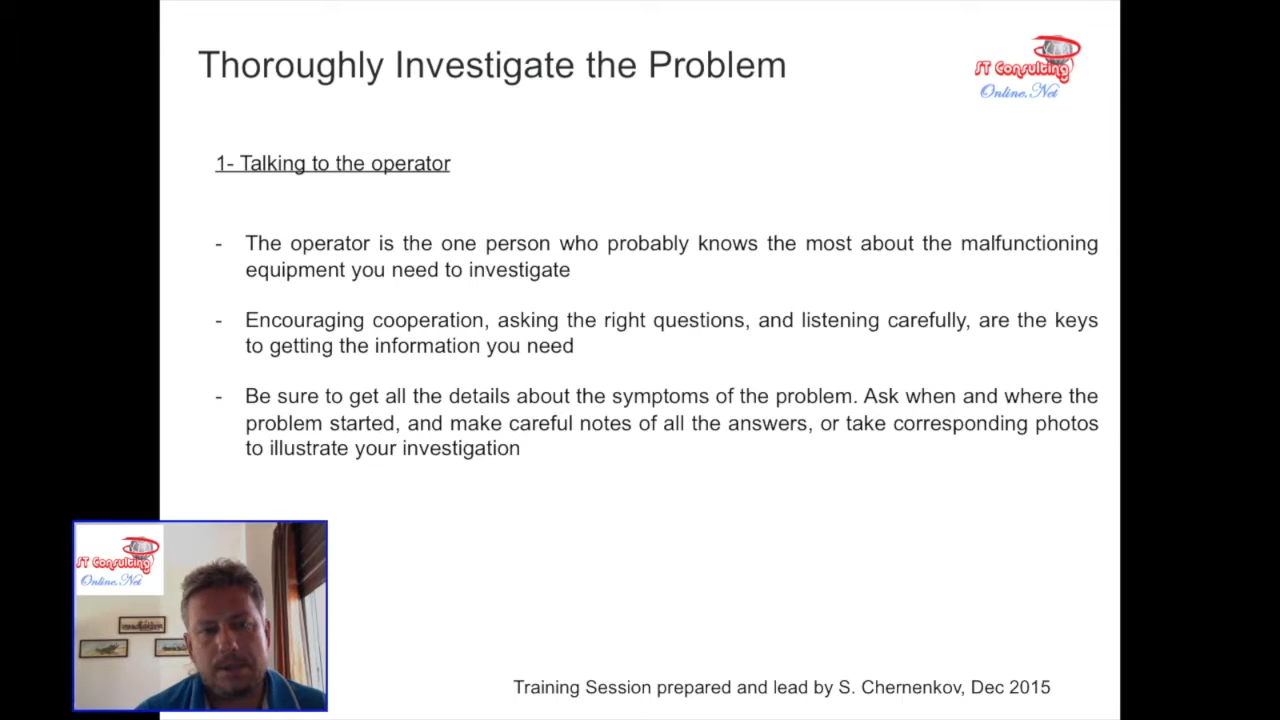 Thoroughly Investigate the Problem
ST Consulting
Online.Net
1- Talking to the operator
- The operator is the one person who probably knows the most about the malfunctioning
equipment you need to investigate
- Encouraging cooperation, asking the right questions, and listening carefully, are the keys
to getting the information you need
- Be sure to get all the details about the symptoms of the problem. Ask when and where the
problem started, and make careful notes of all the answers, or take corresponding photos
to illustrate your investigation
ST Consulting
Online.Net
Training Session prepared and lead by S. Chernenkov, Dec 2015